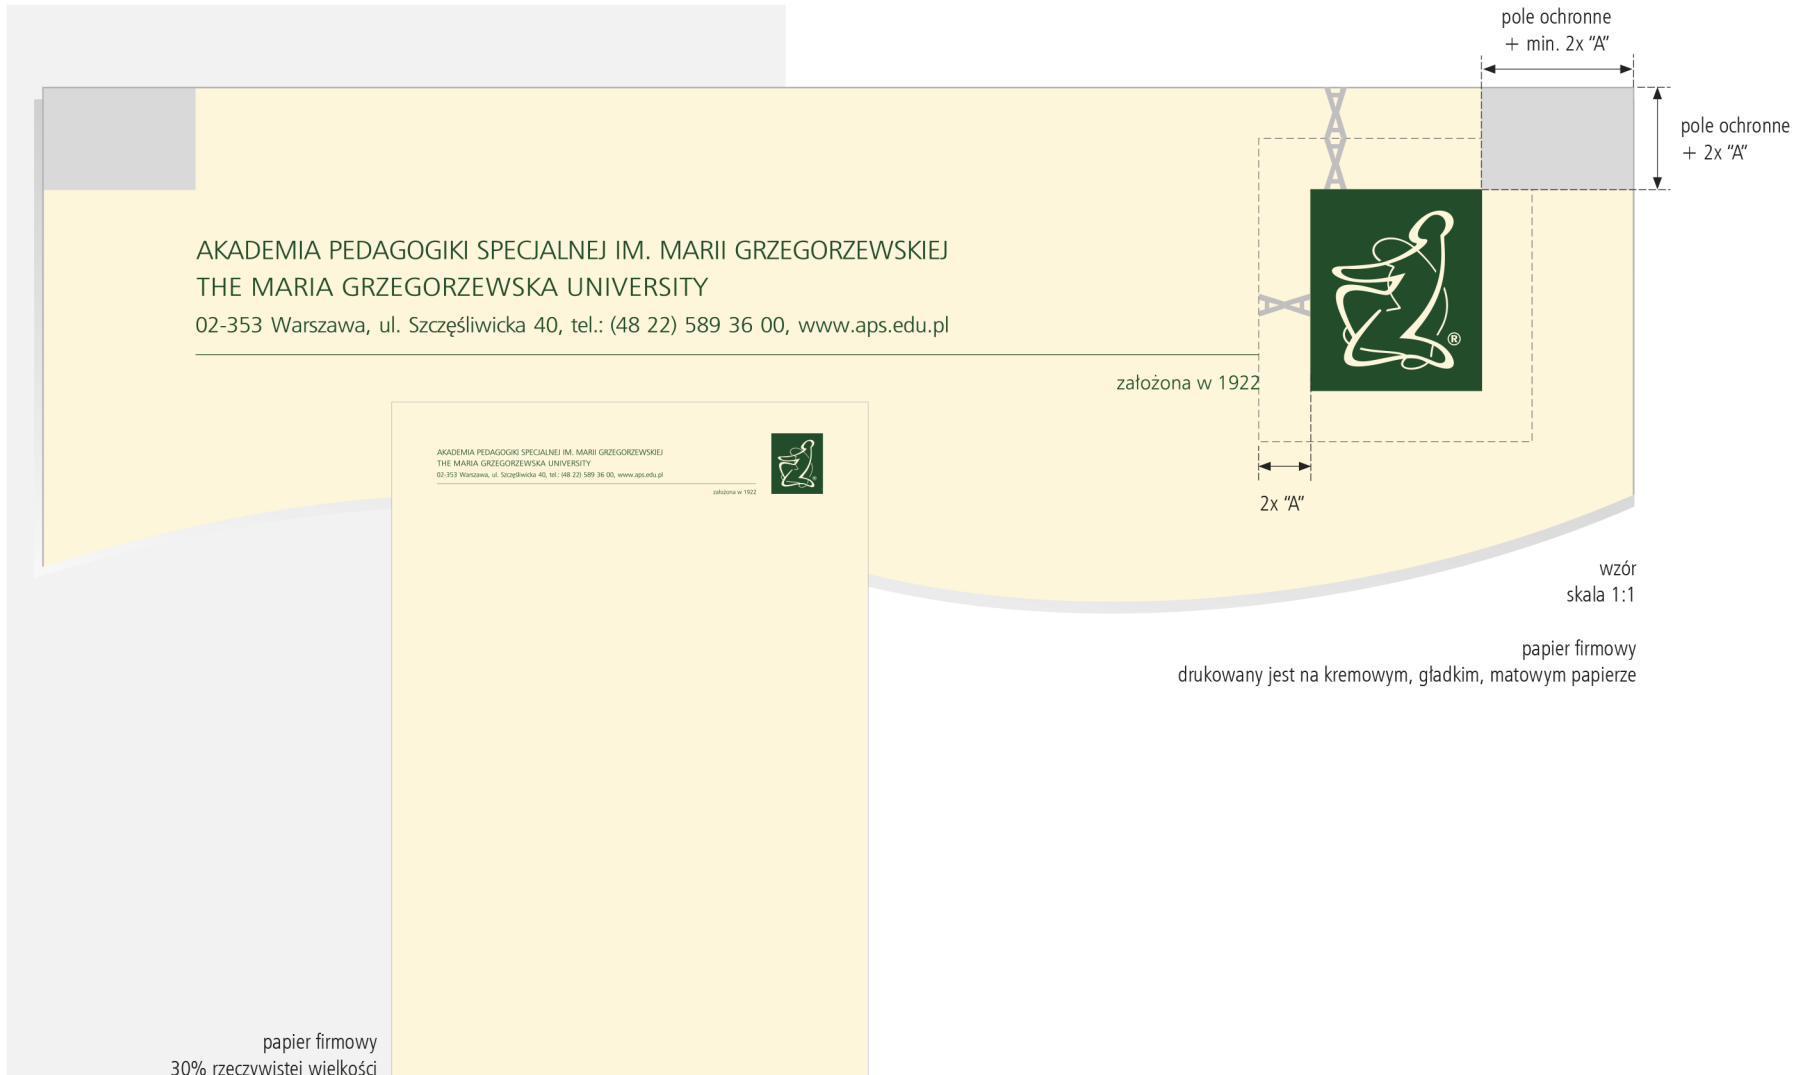 pole ochronne
+ min. 2x “A”
pole ochronne
+ 2x “A”
AKADEMIA PEDAGOGIKI SPECJALNEJ IM. MARII GRZEGORZEWSKIEJ
THE MARIA GRZEGORZEWSKA UNIVERSITY
02-353 Warszawa, ul. Szczęśliwicka 40, tel.: (48 22) 589 36 00, www.aps.edu.pl
założona w 1922
®
2x “A”
AKADEMIA PEDAGOGIKI SPECJALNEJ IM. MARII GRZEGORZEWSKIEJ
THE MARIA GRZEGORZEWSKA UNIVERSITY
02-353 Warszawa, ul. Szczęśliwicka 40, tel.: (48 22) 589 36 00, www.aps.edu.pl
założona w 1922
®
wzór
skala 1:1
papier firmowy
drukowany jest na kremowym, gładkim, matowym papierze
papier firmowy
30% rzeczywistej wielkości